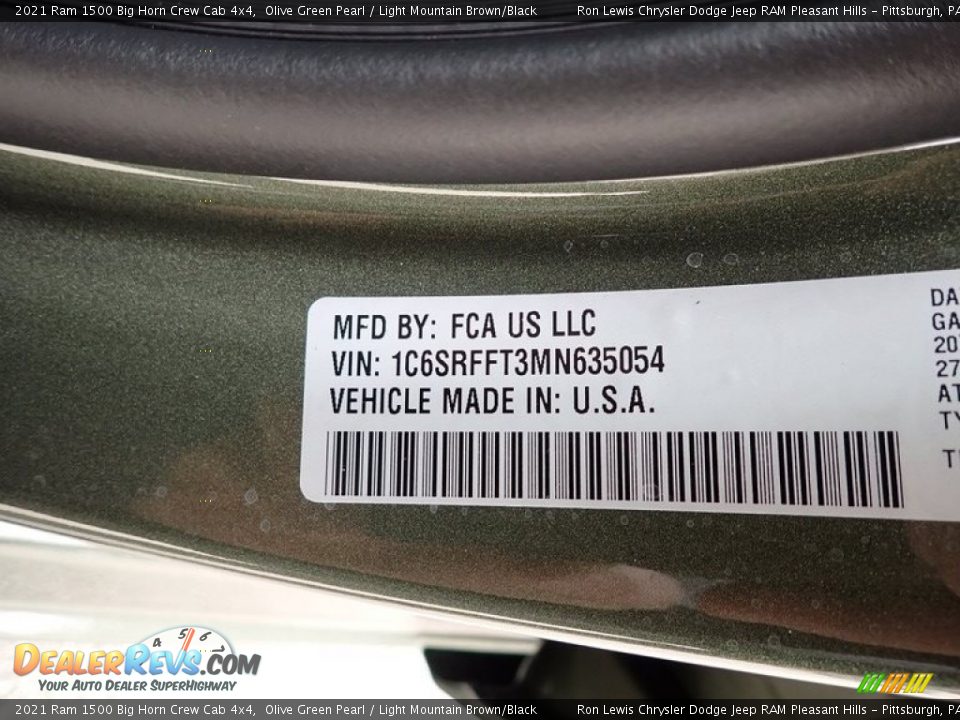 2021 Ram 1500 Big Horn Crew Cab 4x4, Olive Green Pearl / Light Mountain Brown/Black Ron Lewis Chrysler Dodge Jeep RAM Pleasant Hills - Pittsburgh, PA
MFD BY: FCA US LLC
VIN: 1C6SRFFT3MN635054
VEHICLE MADE IN: U.S.A.
DA
GA
27
AT
TY
4 5 6
DealerRevs.com
Your Auto Dealer SuperHighway
2021 Ram 1500 Big Horn Crew Cab 4x4, Olive Green Pearl / Light Mountain Brown/Black Ron Lewis Chrysler Dodge Jeep RAM Pleasant Hills - Pittsburgh, PA